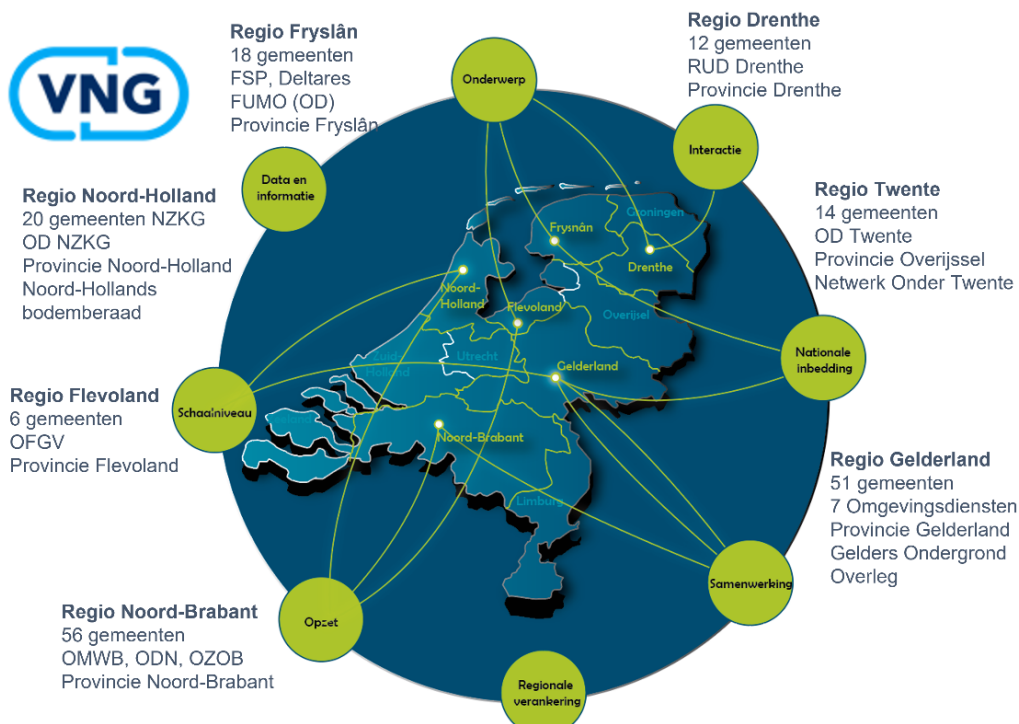 VNG
Regio Fryslân
18 gemeenten
FSP, Deltares
FUMO (OD)
Provincie Fryslân
Regio Drenthe
12 gemeenten
RUD Drenthe
Provincie Drenthe
Onderwerp
Interactie
Data en
informatie
Regio Noord-Holland
20 gemeenten NZKG
OD NZKG
Provincie Noord-Holland
Noord-Hollands
bodemberaad
Regio Twente
14 gemeenten
OD Twente
Provincie Overijssel
Netwerk Onder Twente
Groningen
Frysnân
Drenthe
Noord-
Holland
Flevoland
Overijsel
Utrecht
Zuid-
Holland
Gelderland
Nationale
inbedding
Regio Flevoland
6 gemeenten
OFGV
Provincie Flevoland
Schaalniveau
Noord-Brabant
Limburg
Regio Gelderland
51 gemeenten
7 Omgevingsdiensten
Provincie Gelderland
Gelders Ondergrond
Overleg
Samenwerking
Regio Noord-Brabant
56 gemeenten
OMWB, ODN, OZOB
Provincie Noord-Brabant
Opzet
Regionale
verankering